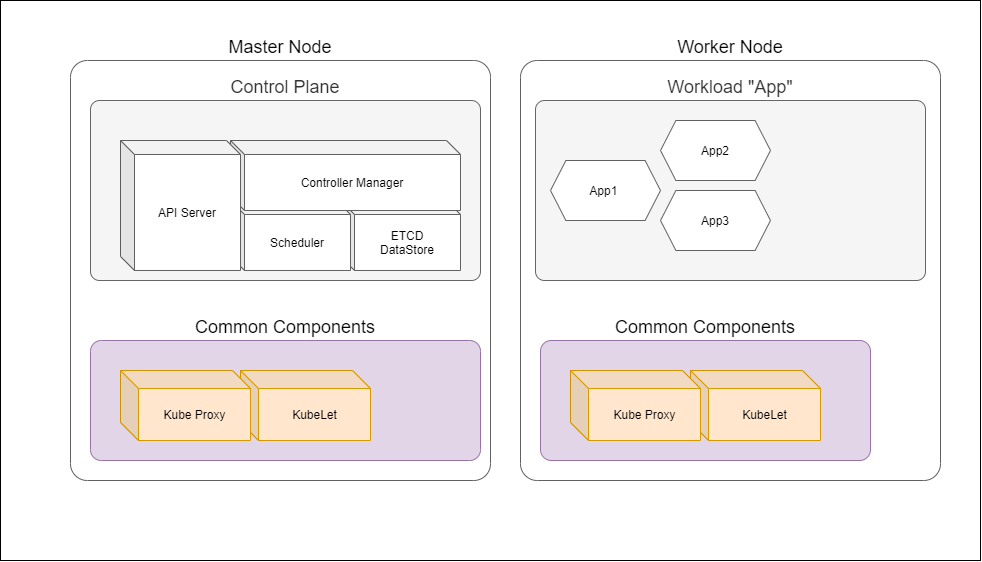 Master Node
Control Plane
API Server
Controller Manager
Scheduler
ETCD
DataStore
Common Components
Kube Proxy
KubeLet
Worker Node
Workload "App"
App1
App2
App3
Common Components
Kube Proxy
KubeLet